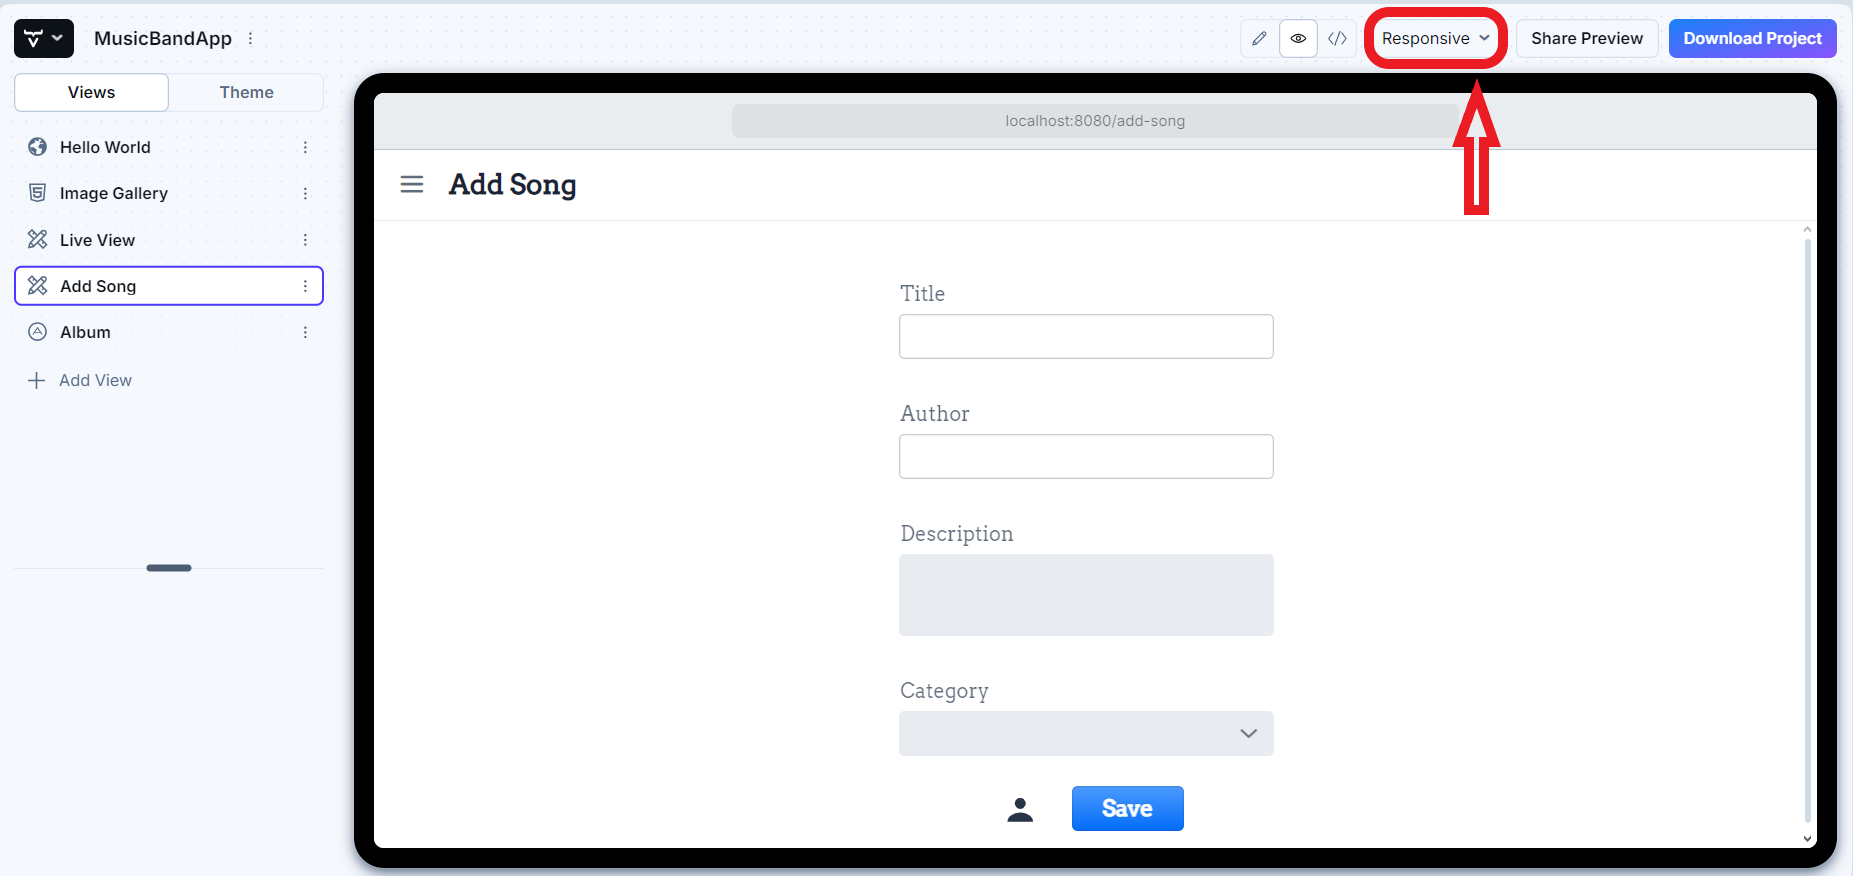 MusicBandApp
Responsive
Share Preview
Download Project
Views
Theme
Hello World
Image Gallery
Live View
Add Song
Album
Add View
localhost:8080/add-song
Add Song
Title
Author
Description
Category
Save